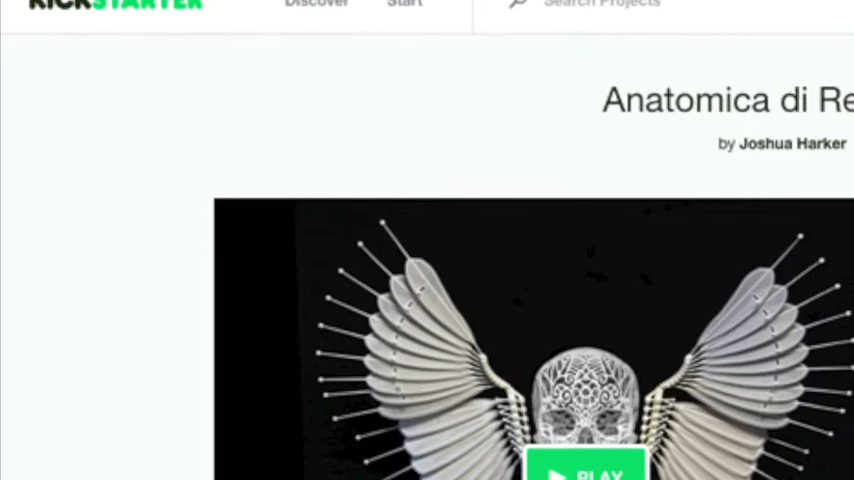 KICKSTARTER Discover Start Search Projects
Anatomica di Re
by Joshua Harker
PLAY